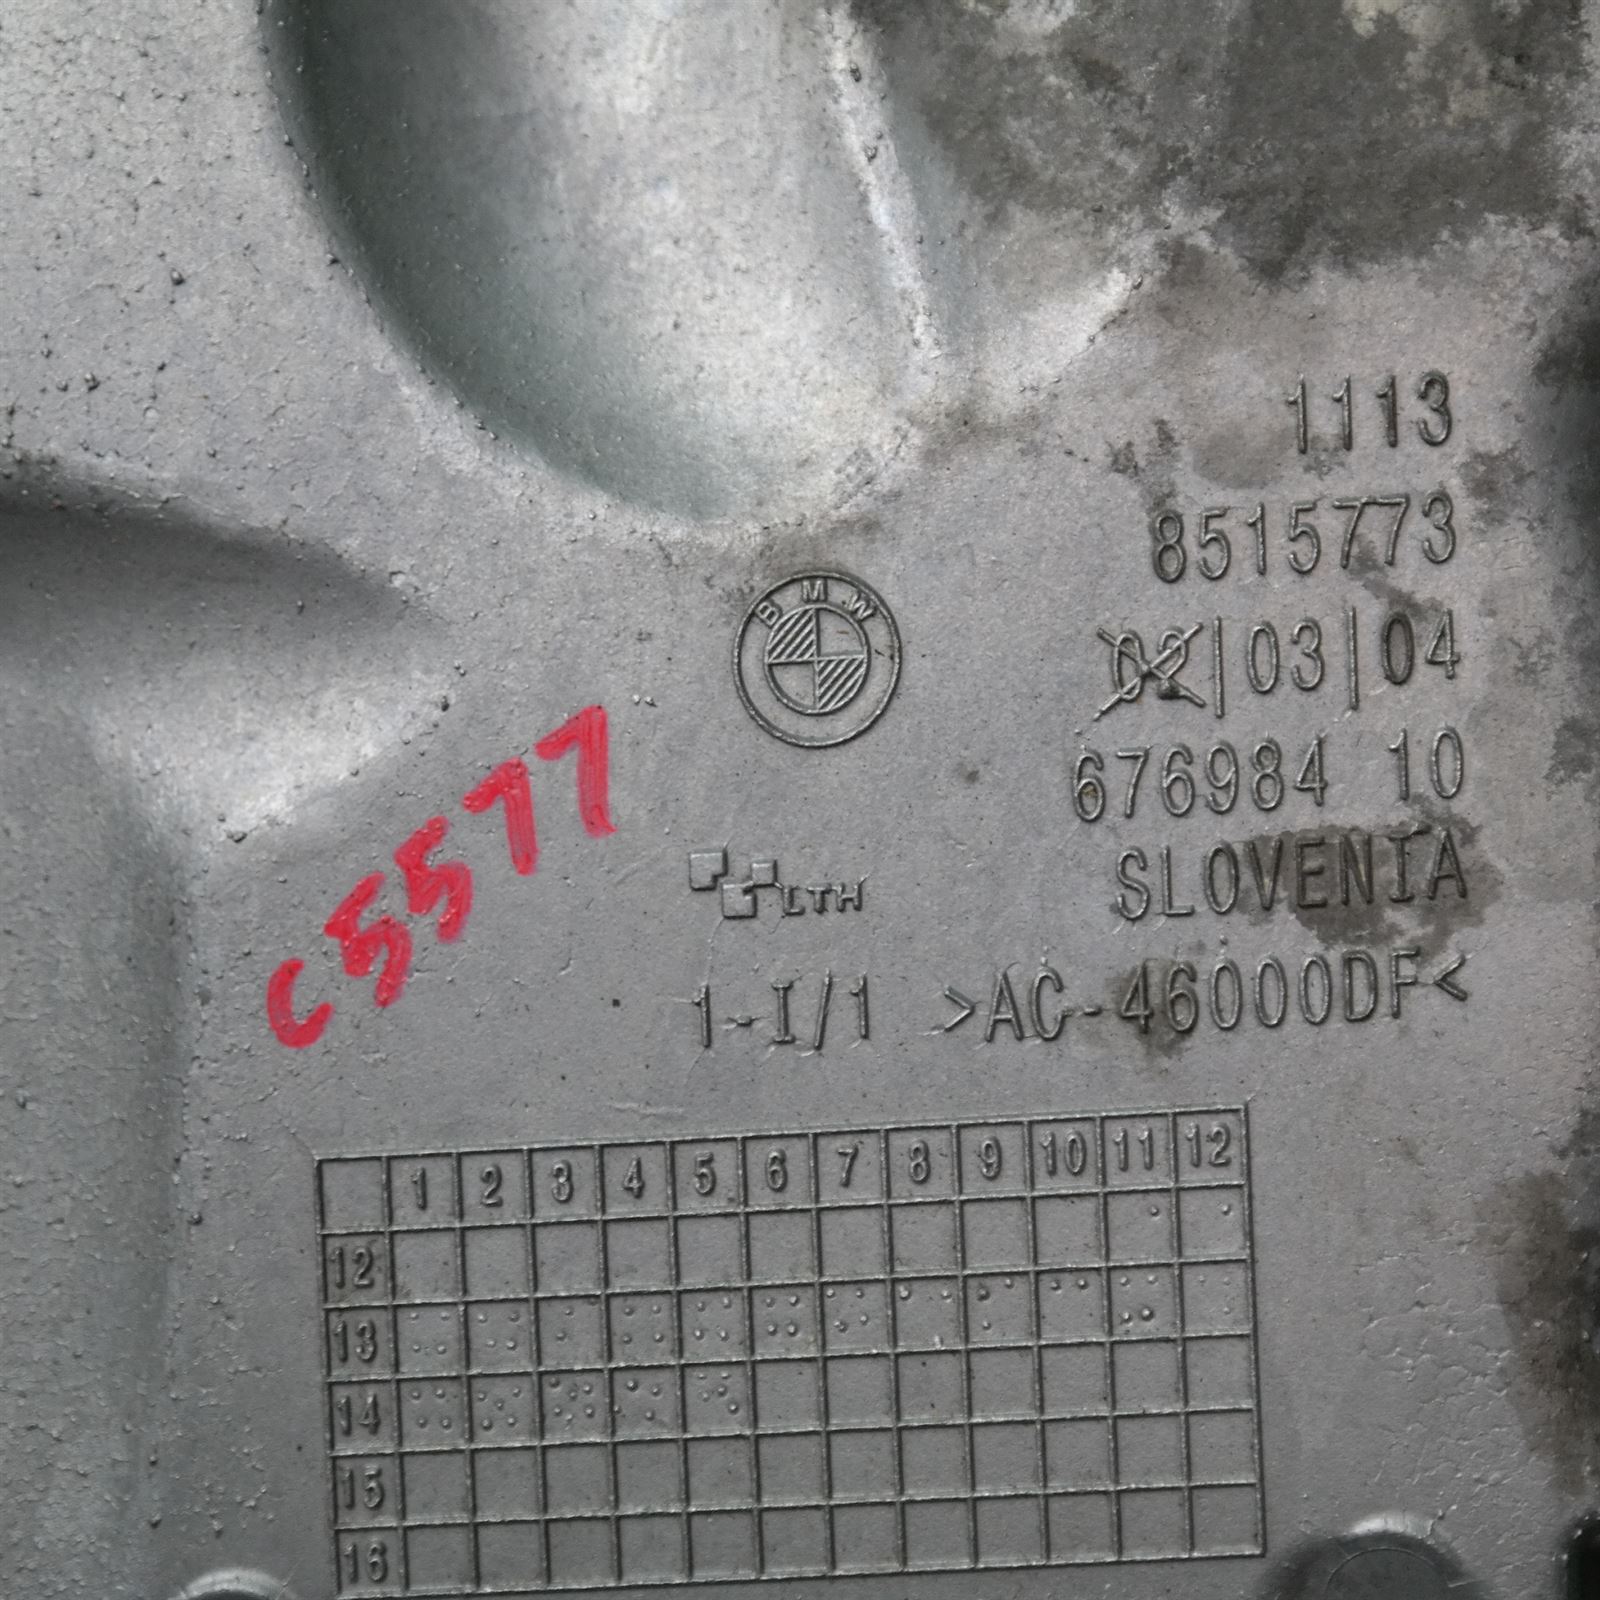 1113
8515773
02|03|04
BMW
676984 10
C5577
LTH
SLOVENIA
1-I/1 >AC-46000DF<
1 2 3 4 5 6 7 8 9 10 11 12
12
13
14
15
16